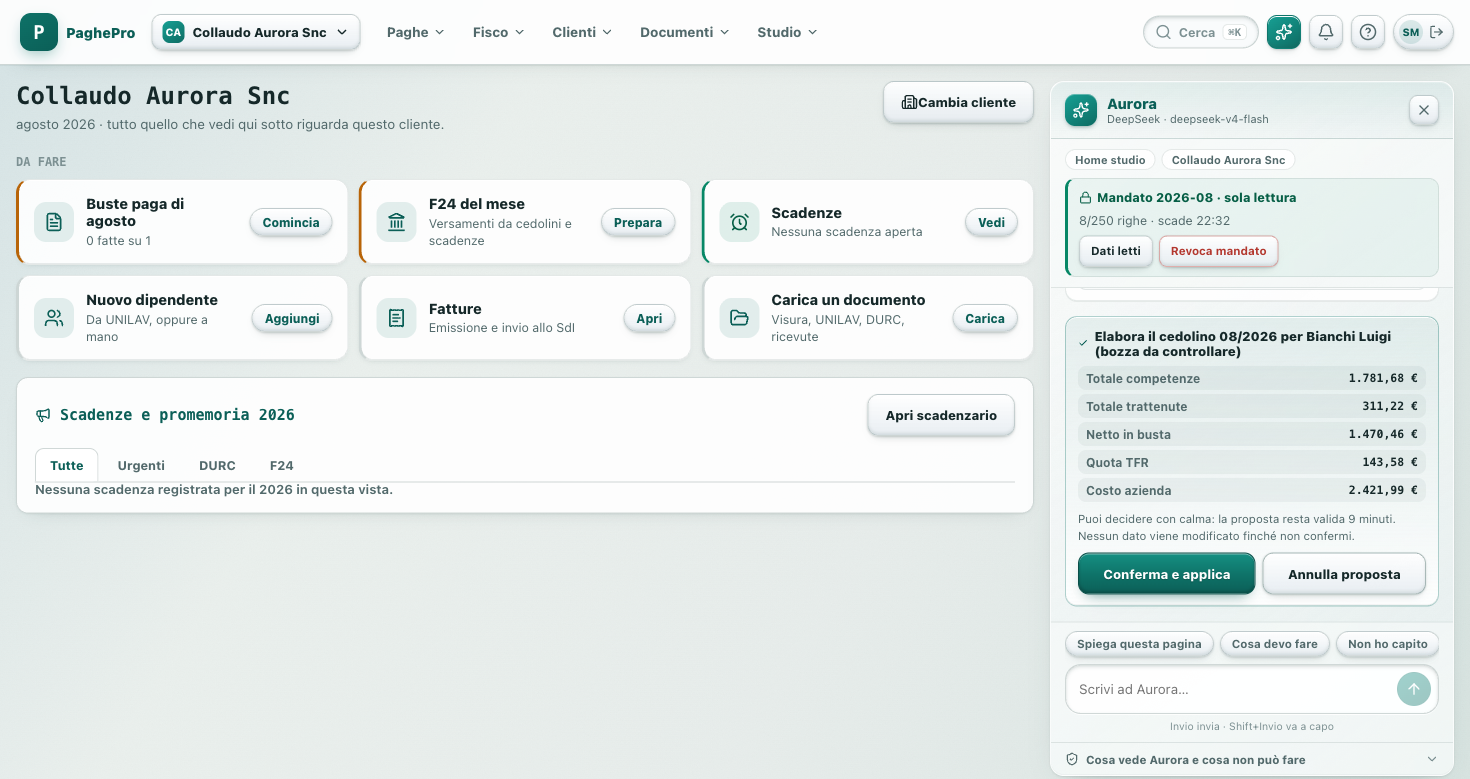 P PaghePro
CA Collaudo Aurora Snc
Paghe Fisco Clienti Documenti Studio
Cerca ⌘K
SM
Collaudo Aurora Snc
agosto 2026 · tutto quello che vedi qui sotto riguarda questo cliente.
Cambia cliente
DA FARE
Buste paga di
agosto
0 fatte su 1
Comincia
F24 del mese
Versamenti da cedolini e
scadenze
Prepara
Scadenze
Nessuna scadenza aperta
Vedi
Nuovo dipendente
Da UNILAV, oppure a
mano
Aggiungi
Fatture
Emissione e invio allo SdI
Apri
Carica un documento
Visura, UNILAV, DURC,
ricevute
Carica
Scadenze e promemoria 2026
Apri scadenzario
Tutte Urgenti DURC F24
Nessuna scadenza registrata per il 2026 in questa vista.
Aurora
DeepSeek · deepseek-v4-flash
Home studio Collaudo Aurora Snc
Mandato 2026-08 · sola lettura
8/250 righe · scade 22:32
Dati letti Revoca mandato
Elabora il cedolino 08/2026 per Bianchi Luigi
(bozza da controllare)
Totale competenze 1.781,68 €
Totale trattenute 311,22 €
Netto in busta 1.470,46 €
Quota TFR 143,58 €
Costo azienda 2.421,99 €
Puoi decidere con calma: la proposta resta valida 9 minuti.
Nessun dato viene modificato finché non confermi.
Conferma e applica Annulla proposta
Spiega questa pagina Cosa devo fare Non ho capito
Scrivi ad Aurora…
Invio invia · Shift+Invio va a capo
Cosa vede Aurora e cosa non può fare